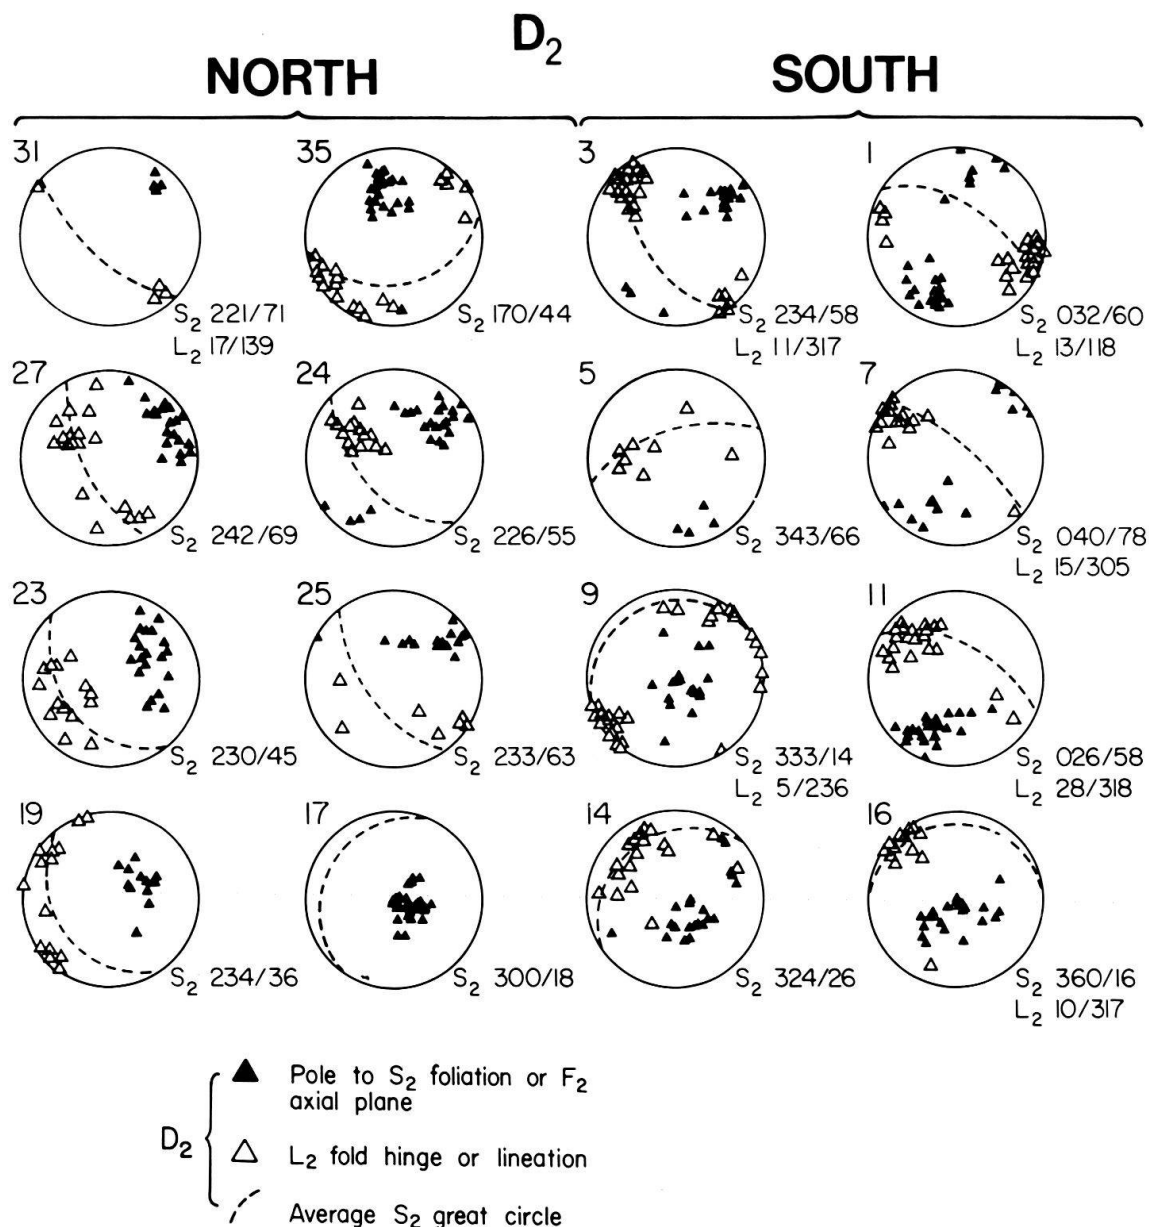 D₂
NORTH SOUTH
31 35 3 1
S₂ 221/71 S₂ 170/44 S₂ 234/58 S₂ 032/60
L₂ 17/139 L₂ 11/317 L₂ 13/118
27 24 5 7
S₂ 242/69 S₂ 226/55 S₂ 343/66 S₂ 040/78
L₂ 15/305
23 25 9 11
S₂ 230/45 S₂ 233/63 S₂ 333/14 S₂ 026/58
L₂ 5/236 L₂ 28/318
19 17 14 16
S₂ 234/36 S₂ 300/18 S₂ 324/26 S₂ 360/16
L₂ 10/317
Pole to S₂ foliation or F₂
axial plane
D₂
L₂ fold hinge or lineation
Average S₂ great circle